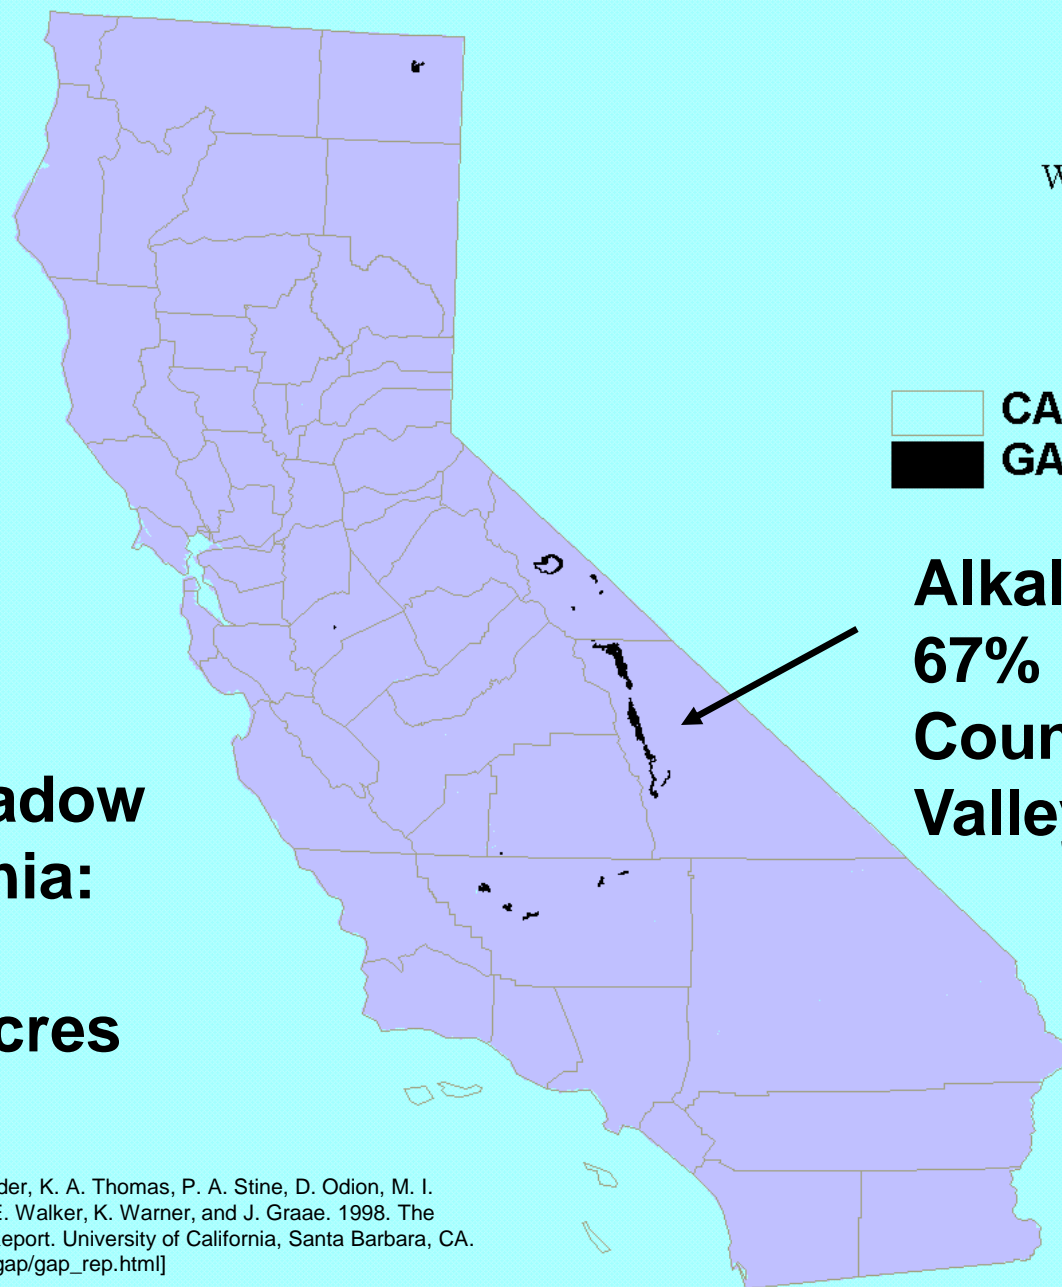 W
CA
GA
Alkal
67%
Coun
Valley
adow
nia:
cres
der, K. A. Thomas, P. A. Stine, D. Odion, M. I.
E. Walker, K. Warner, and J. Graae. 1998. The
Report. University of California, Santa Barbara, CA.
gap/gap_rep.html]